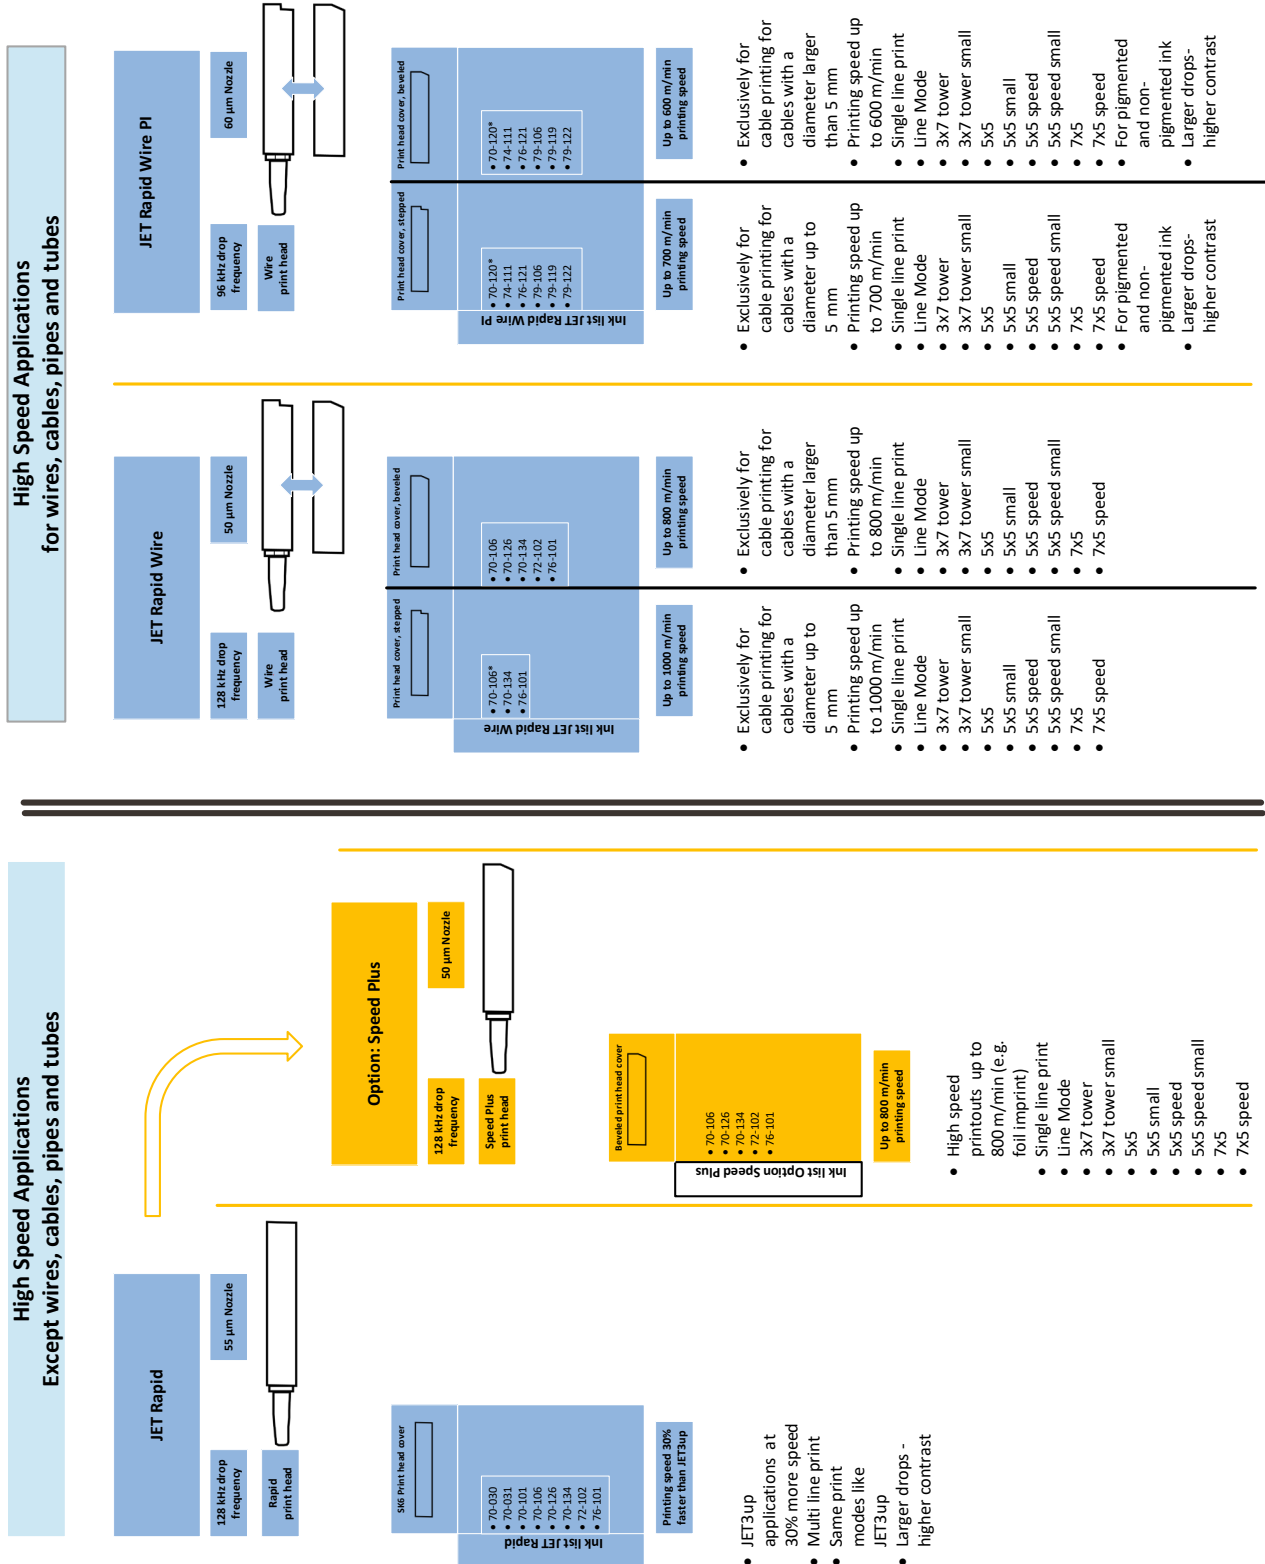 High Speed Applications
Except wires, cables, pipes and tubes
JET Rapid
128 kHz drop
frequency
55 µm Nozzle
Rapid
print head
SK6 Print head cover
Ink list JET Rapid
• 70-030
• 70-031
• 70-101
• 70-106
• 70-126
• 70-134
• 72-102
• 76-101
Printing speed 30%
faster than JET3up
• JET3up
applications at
30% more speed
• Multi line print
• Same print
modes like
JET3up
• Larger drops -
higher contrast
Option: Speed Plus
128 kHz drop
frequency
50 µm Nozzle
Speed Plus
print head
Beveled print head cover
Ink list Option Speed Plus
• 70-106
• 70-126
• 70-134
• 72-102
• 76-101
Up to 800 m/min
printing speed
• High speed
printouts up to
800 m/min (e.g.
foil imprint)
• Single line print
• Line Mode
• 3x7 tower
• 3x7 tower small
• 5x5
• 5x5 small
• 5x5 speed
• 5x5 speed small
• 7x5
• 7x5 speed
High Speed Applications
for wires, cables, pipes and tubes
JET Rapid Wire
128 kHz drop
frequency
50 µm Nozzle
Wire
print head
Print head cover, stepped
Ink list JET Rapid Wire
• 70-106*
• 70-134
• 76-101
Up to 1000 m/min
printing speed
• Exclusively for
cable printing for
cables with a
diameter up to
5 mm
• Printing speed up
to 1000 m/min
• Single line print
• Line Mode
• 3x7 tower
• 3x7 tower small
• 5x5
• 5x5 small
• 5x5 speed
• 5x5 speed small
• 7x5
• 7x5 speed
Print head cover, beveled
• 70-106
• 70-126
• 70-134
• 72-102
• 76-101
Up to 800 m/min
printing speed
• Exclusively for
cable printing for
cables with a
diameter larger
than 5 mm
• Printing speed up
to 800 m/min
• Single line print
• Line Mode
• 3x7 tower
• 3x7 tower small
• 5x5
• 5x5 small
• 5x5 speed
• 5x5 speed small
• 7x5
• 7x5 speed
JET Rapid Wire PI
96 kHz drop
frequency
60 µm Nozzle
Wire
print head
Print head cover, stepped
Ink list JET Rapid Wire PI
• 70-120*
• 74-111
• 76-121
• 79-106
• 79-119
• 79-122
Up to 700 m/min
printing speed
• Exclusively for
cable printing for
cables with a
diameter up to
5 mm
• Printing speed up
to 700 m/min
• Single line print
• Line Mode
• 3x7 tower
• 3x7 tower small
• 5x5
• 5x5 small
• 5x5 speed
• 5x5 speed small
• 7x5
• 7x5 speed
• For pigmented
and non-
pigmented ink
• Larger drops-
higher contrast
Print head cover, beveled
• 70-120*
• 74-111
• 76-121
• 79-106
• 79-119
• 79-122
Up to 600 m/min
printing speed
• Exclusively for
cable printing for
cables with a
diameter larger
than 5 mm
• Printing speed up
to 600 m/min
• Single line print
• Line Mode
• 3x7 tower
• 3x7 tower small
• 5x5
• 5x5 small
• 5x5 speed
• 5x5 speed small
• 7x5
• 7x5 speed
• For pigmented
and non-
pigmented ink
• Larger drops-
higher contrast